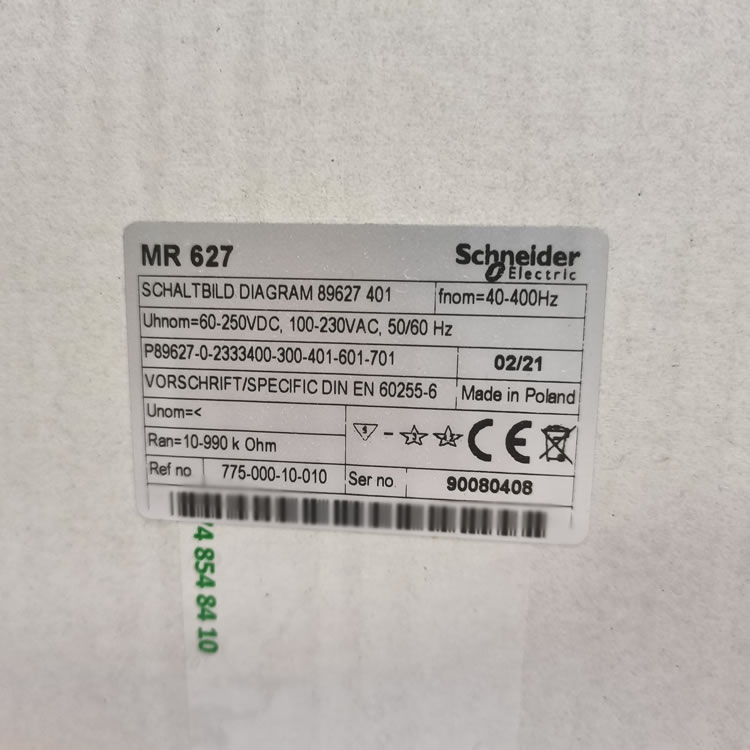 MR 627
Schneider
Electric
SCHALTBILD DIAGRAM 89627 401
fnom=40-400Hz
Uhnom=60-250VDC, 100-230VAC, 50/60 Hz
P89627-0-2333400-300-401-601-701
02/21
VORSCHRIFT/SPECIFIC DIN EN 60255-6
Made in Poland
Unom=<
Ran=10-990 k Ohm
CE
Ref no
775-000-10-010
Ser no
90080408
4 854 84 10